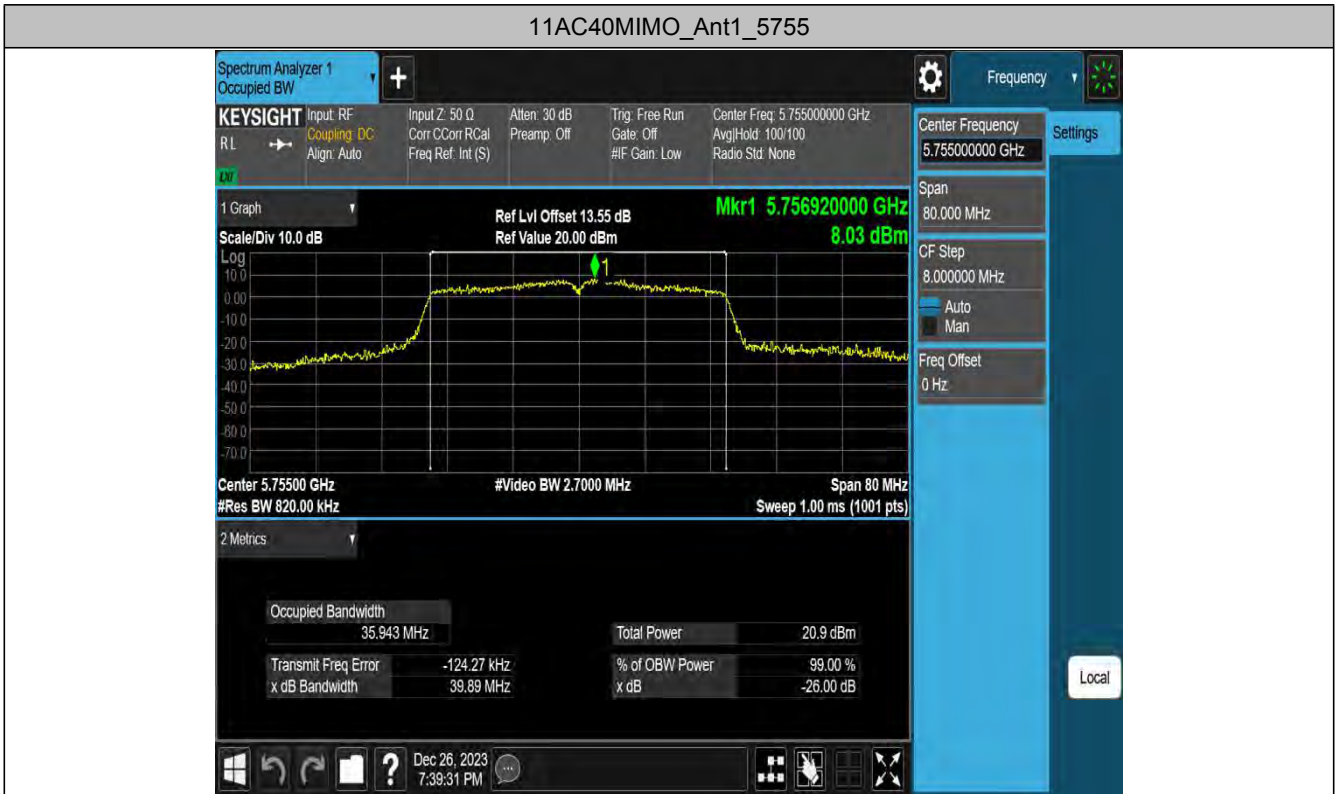 11AC40MIMO_Ant1_5755
Spectrum Analyzer 1
Occupied BW
+
Frequency
KEYSIGHT
RL
Input: RF
Coupling: DC
Align: Auto
Input Z: 50 Ω
Corr CCorr RCal
Freq Ref: Int (S)
Atten: 30 dB
Preamp: Off
Trig: Free Run
Gate: Off
#IF Gain: Low
Center Freq: 5.755000000 GHz
Avg|Hold: 100/100
Radio Std: None
Center Frequency
5.755000000 GHz
Settings
Span
80.000 MHz
CF Step
8.000000 MHz
Auto
Man
Freq Offset
0 Hz
Local
1 Graph
Scale/Div 10.0 dB
Ref Lvl Offset 13.55 dB
Ref Value 20.00 dBm
Mkr1 5.756920000 GHz
8.03 dBm
Log
10.0
0.00
-10.0
-20.0
-30.0
-40.0
-50.0
-60.0
-70.0
1
Center 5.75500 GHz
#Res BW 820.00 kHz
#Video BW 2.7000 MHz
Span 80 MHz
Sweep 1.00 ms (1001 pts)
2 Metrics
Occupied Bandwidth
35.943 MHz
Total Power 20.9 dBm
Transmit Freq Error -124.27 kHz
% of OBW Power 99.00 %
x dB Bandwidth 39.89 MHz
x dB -26.00 dB
?
Dec 26, 2023
7:39:31 PM